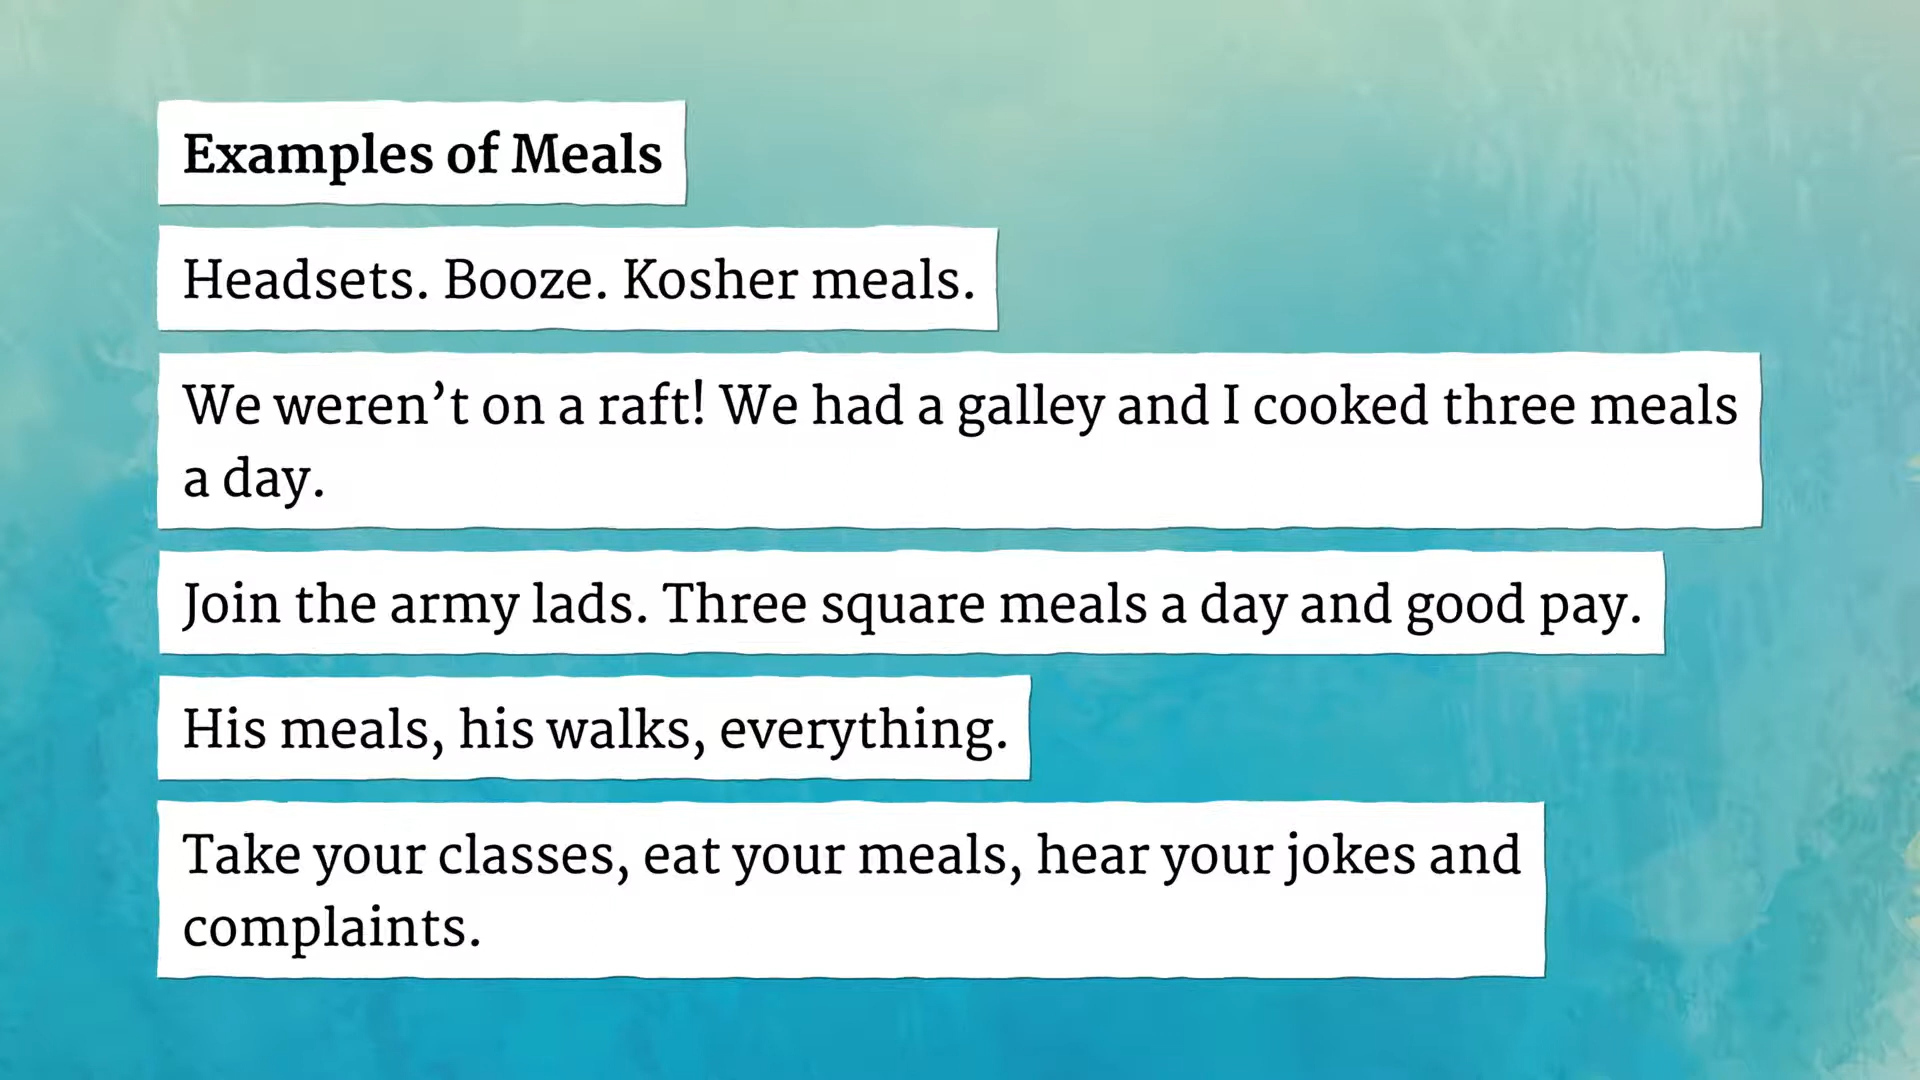 Examples of Meals
Headsets. Booze. Kosher meals.
We weren’t on a raft! We had a galley and I cooked three meals
a day.
Join the army lads. Three square meals a day and good pay.
His meals, his walks, everything.
Take your classes, eat your meals, hear your jokes and
complaints.